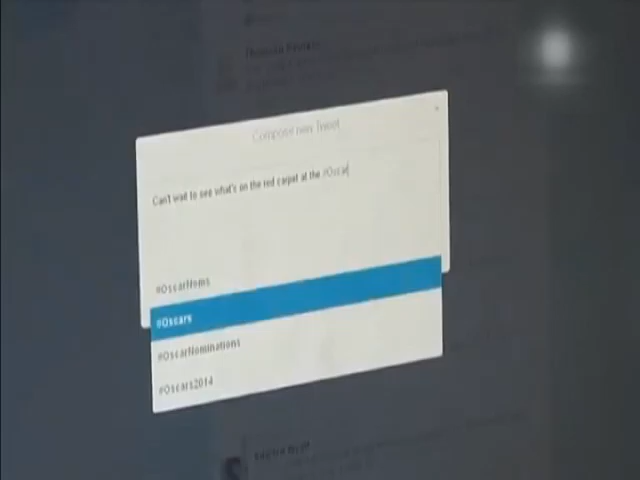 Compose new Tweet
Can't wait to see what's on the red carpet at the #Oscar
#OscarNoms
#Oscars
#OscarNominations
#Oscars2014